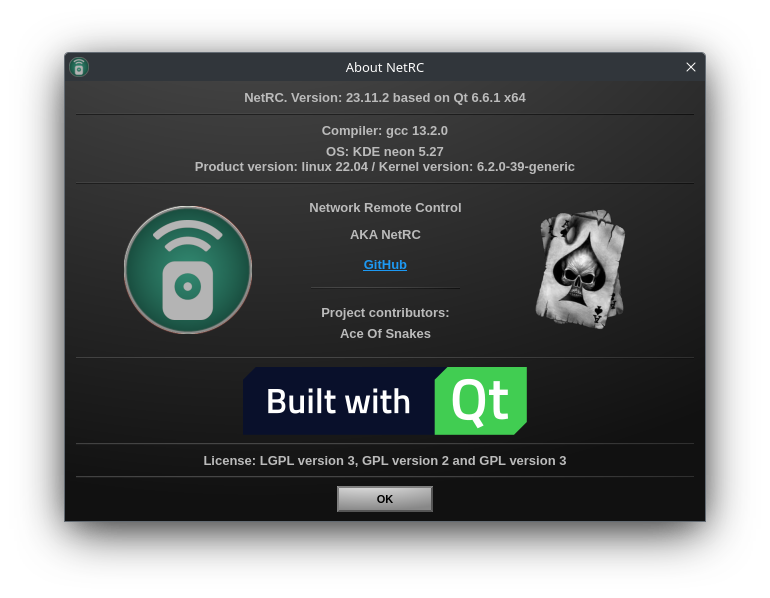 About NetRC
NetRC. Version: 23.11.2 based on Qt 6.6.1 x64
Compiler: gcc 13.2.0
OS: KDE neon 5.27
Product version: linux 22.04 / Kernel version: 6.2.0-39-generic
Network Remote Control
AKA NetRC
GitHub
Project contributors:
Ace Of Snakes
Built with Qt
License: LGPL version 3, GPL version 2 and GPL version 3
OK